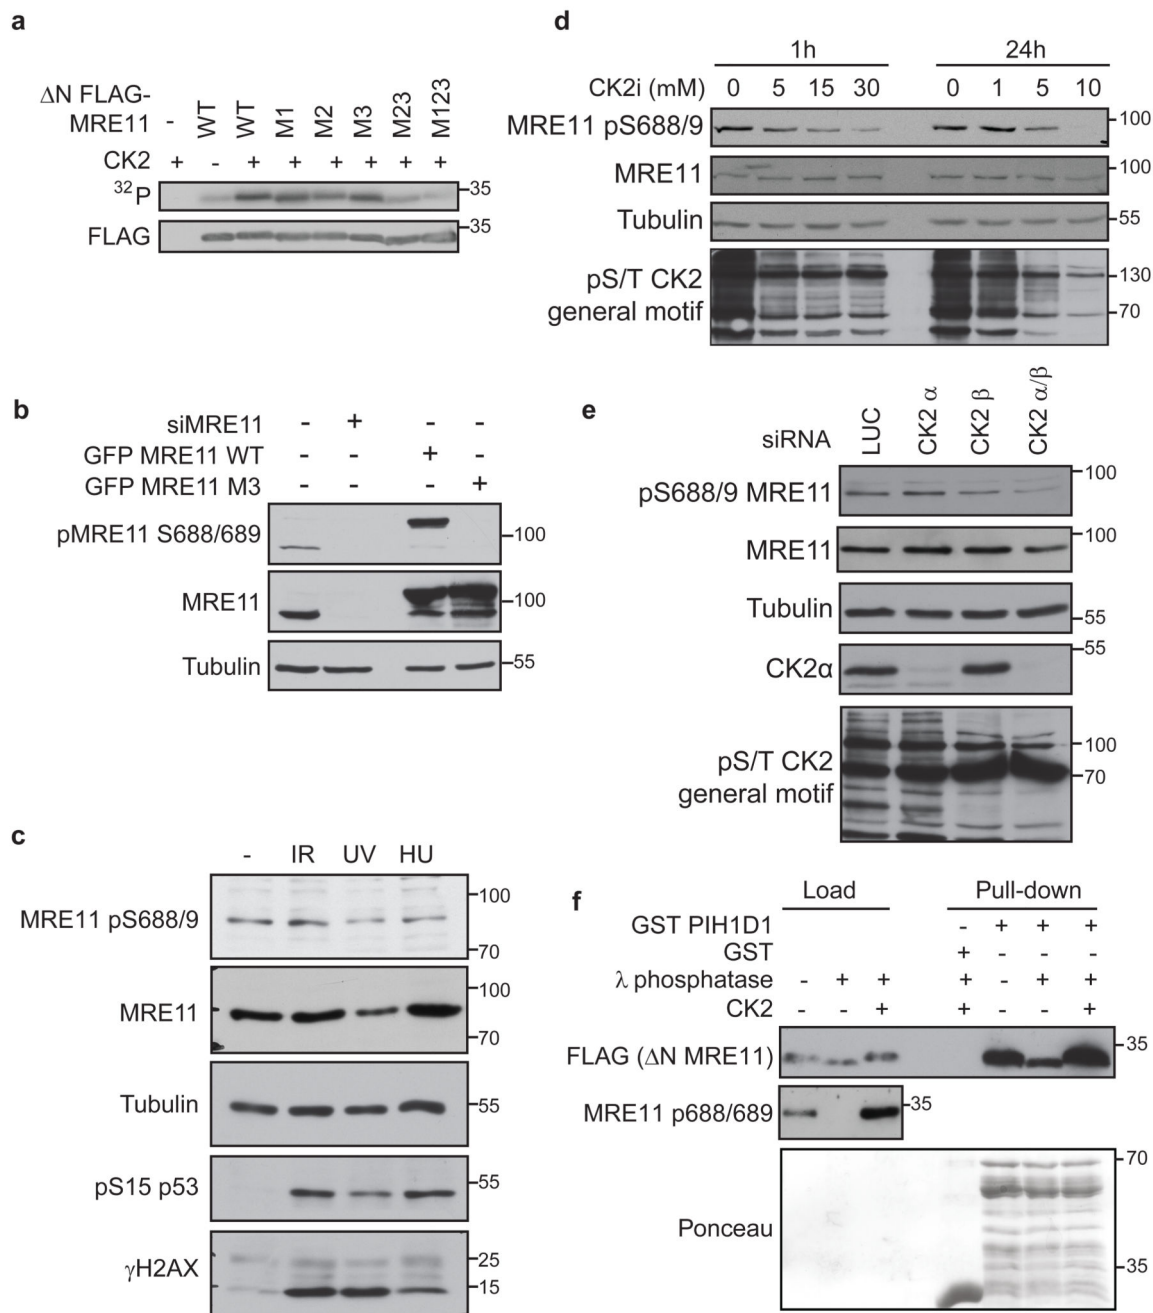 a
ΔN FLAG-
MRE11
- WT WT M1 M2 M3 M23 M123
CK2 + - + + + + + +
32P 35
FLAG 35
b
siMRE11 - + - -
GFP MRE11 WT - - + -
GFP MRE11 M3 - - - +
pMRE11 S688/689 100
MRE11 100
Tubulin 55
c
- IR UV HU
MRE11 pS688/9 100
70
MRE11 100
70
Tubulin 55
pS15 p53 55
γH2AX 25
15
d
1h 24h
CK2i (mM) 0 5 15 30 0 1 5 10
MRE11 pS688/9 100
MRE11 100
Tubulin 55
pS/T CK2
general motif
130
70
e
siRNA LUC CK2 α CK2 β CK2 α/β
pS688/9 MRE11 100
MRE11 100
Tubulin 55
CK2α 55
pS/T CK2
general motif
100
70
f
Load Pull-down
GST PIH1D1 - + + +
GST + - - -
λ phosphatase - + + + - + +
CK2 - - + + - - +
FLAG (ΔN MRE11) 35
MRE11 p688/689 35
Ponceau
70
35